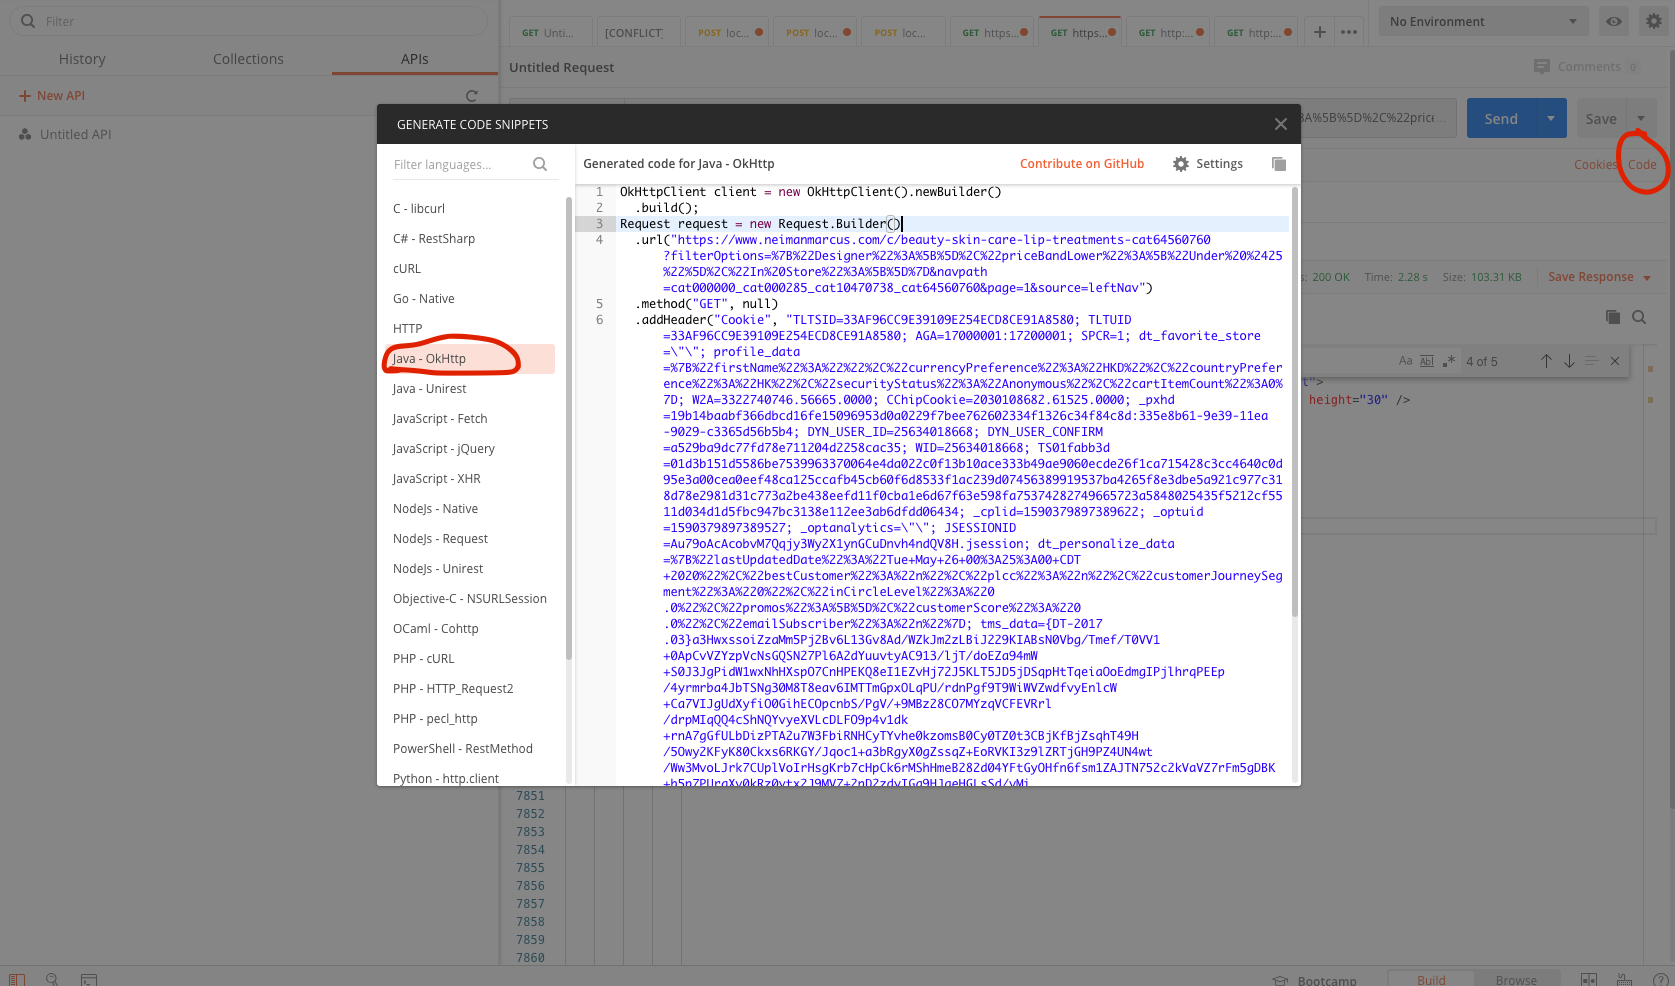 Filter
History
Collections
APIs
New API
Untitled API
GET Unti...
[CONFLICT]
POST loc...
POST loc...
POST loc...
GET https...
GET https...
GET http:...
GET http:...
No Environment
Untitled Request
Comments 0
3A%5B%5D%2C%22price...
Send
Save
Cookies
Code
200 OK
Time: 2.28 s
Size: 103.31 KB
Save Response
Aa
Abl
4 of 5
t">
height="30" />
GENERATE CODE SNIPPETS
Filter languages...
C - libcurl
C# - RestSharp
cURL
Go - Native
HTTP
Java - OkHttp
Java - Unirest
JavaScript - Fetch
JavaScript - jQuery
JavaScript - XHR
NodeJs - Native
NodeJs - Request
NodeJs - Unirest
Objective-C - NSURLSession
OCaml - Cohttp
PHP - cURL
PHP - HTTP_Request2
PHP - pecl_http
PowerShell - RestMethod
Python - http.client
Generated code for Java - OkHttp
Contribute on GitHub
Settings
1 OkHttpClient client = new OkHttpClient().newBuilder()
2 .build();
3 Request request = new Request.Builder()
4 .url("https://www.neimanmarcus.com/c/beauty-skin-care-lip-treatments-cat64560760
?filterOptions=%7B%22Designer%22%3A%5B%5D%2C%22priceBandLower%22%3A%5B%22Under%20%2425
%22%5D%2C%22In%20Store%22%3A%5B%5D%7D&navpath
=cat000000_cat000285_cat10470738_cat64560760&page=1&source=leftNav")
5 .method("GET", null)
6 .addHeader("Cookie", "TLTSID=33AF96CC9E39109E254ECD8CE91A8580; TLTUID
=33AF96CC9E39109E254ECD8CE91A8580; AGA=17000001:17200001; SPCR=1; dt_favorite_store
=\"\"; profile_data
=%7B%22firstName%22%3A%22%22%2C%22currencyPreference%22%3A%22HKD%22%2C%22countryPrefer
ence%22%3A%22HK%22%2C%22securityStatus%22%3A%22Anonymous%22%2C%22cartItemCount%22%3A0%
7D; W2A=3322740746.56665.0000; CChipCookie=2030108682.61525.0000; _pxhd
=19b14baabf366dbcd16fe15096953d0a0229f7bee762602334f1326c34f84c8d:335e8b61-9e39-11ea
-9029-c3365d56b5b4; DYN_USER_ID=25634018668; DYN_USER_CONFIRM
=a529ba9dc77fd78e711204d2258cac35; WID=25634018668; TS01fabb3d
=01d3b151d5586be7539963370064e4da022c0f13b10ace333b49ae9060ecde26f1ca715428c3cc4640c0d
95e3a00cea0eef48ca125ccafb45cb60f6d8533f1ac239d07456389919537ba4265f8e3dbe5a921c977c31
8d78e2981d31c773a2be438eefd11f0cba1e6d67f63e598fa75374282749665723a5848025435f5212cf55
11d034d1d5fbc947bc3138e112ee3ab6dfdd06434; _cplid=1590379897389622; _optuid
=1590379897389527; _optanalytics=\"\"; JSESSIONID
=Au79oAcAcobvM7Qqjy3Wy2X1ynGCuDnvh4ndQV8H.jsession; dt_personalize_data
=%7B%22lastUpdatedDate%22%3A%22Tue+May+26+00%3A25%3A00+CDT
+2020%22%2C%22bestCustomer%22%3A%22n%22%2C%22plcc%22%3A%22n%22%2C%22customerJourneySeg
ment%22%3A%220%22%2C%22inCircleLevel%22%3A%220
.0%22%2C%22promos%22%3A%5B%5D%2C%22customerScore%22%3A%220
.0%22%2C%22emailSubscriber%22%3A%22n%22%7D; tms_data={DT-2017
.03}a3HwxssoiZzaMm5Pj2Bv6L13Gv8Ad/WZkJm2zLBiJ2Z9KIABsN0Vbg/Tmef/T0VV1
+0ApCvVZYzpVcNsGQSN27Pl6A2dYuuvtyAC913/ljT/doEZa94mW
+S0J3JgPidW1wxNhHXspO7CnHPEKQ8eI1EZvHj72J5KLT5JD5jDSqpHtTqeiaOoEdmgIPjlhrqPEEp
/4yrmrba4JbTSNg30M8T8eav6IMTTmGpxOLqPU/rdnPgf9T9WiWVZwdfvyEnlcW
+Ca7VIJgUdXyfiO0GihECOpcnbS/PgV/+9MBz28CO7MYzqVCFEVRrl
/drpMIqQQ4cShNQYvyeXVLcDLFO9p4v1dk
+rnA7gGfULbDizPTA2u7W3FbiRNHCyTYvhe0kzomsB0Cy0TZ0t3CBjKfBjZsqhT49H
/5Owy2KFyK80Ckxs6RKGY/Jqoc1+a3bRgyX0gZssqZ+EoRVKI3z9lZRTjGH9PZ4UN4wt
/Ww3MvoLJrk7CUplVoIrHsgKrb7cHpCk6rMShHmeB282d04YFtGyOHfn6fsm1ZAJTN752c2kVaVZ7rFm5gDBK
7851
7852
7853
7854
7855
7856
7857
7858
7859
7860
Bootcamp
Build
Browse